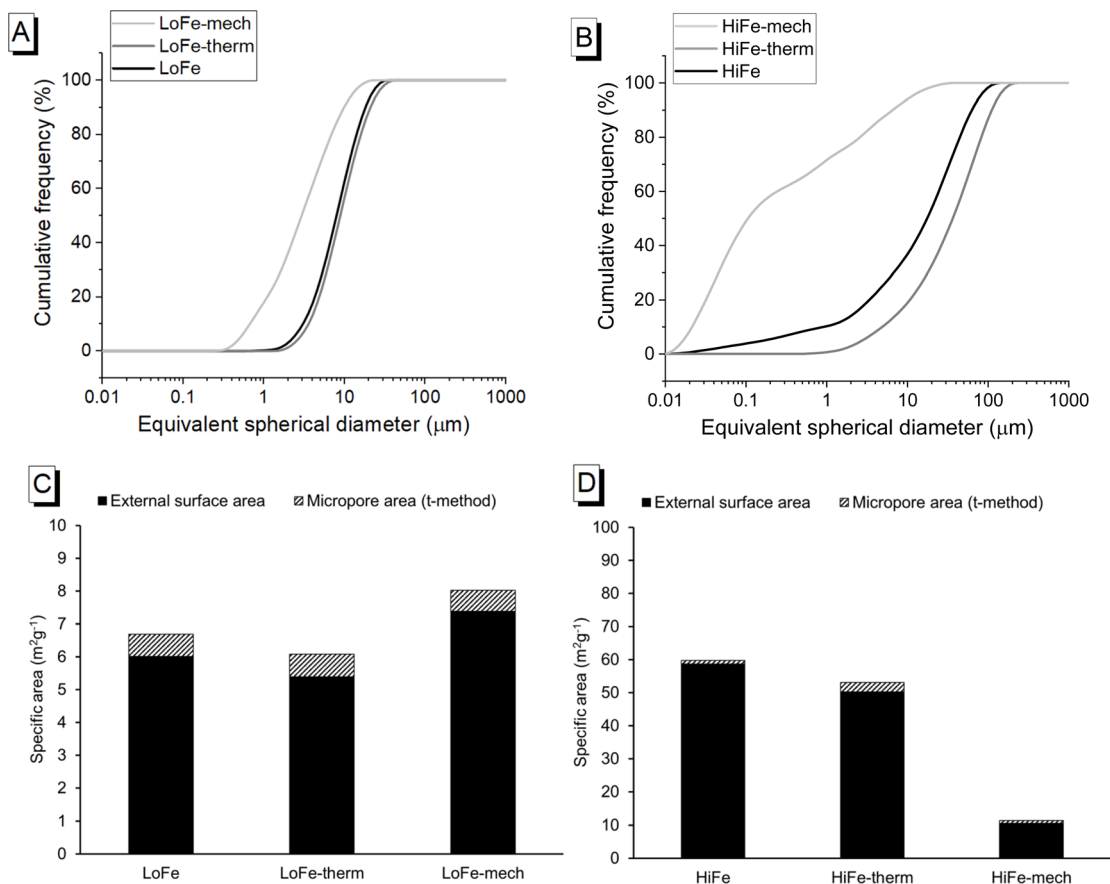 A
LoFe-mech
LoFe-therm
LoFe
Cumulative frequency (%)
100
80
60
40
20
0
0.01 0.1 1 10 100 1000
Equivalent spherical diameter (μm)
B
HiFe-mech
HiFe-therm
HiFe
Cumulative frequency (%)
100
80
60
40
20
0
0.01 0.1 1 10 100 1000
Equivalent spherical diameter (μm)
C
External surface area Micropore area (t-method)
Specific area (m²g⁻¹)
10
9
8
7
6
5
4
3
2
1
0
LoFe LoFe-therm LoFe-mech
D
External surface area Micropore area (t-method)
Specific area (m²g⁻¹)
100
90
80
70
60
50
40
30
20
10
0
HiFe HiFe-therm HiFe-mech